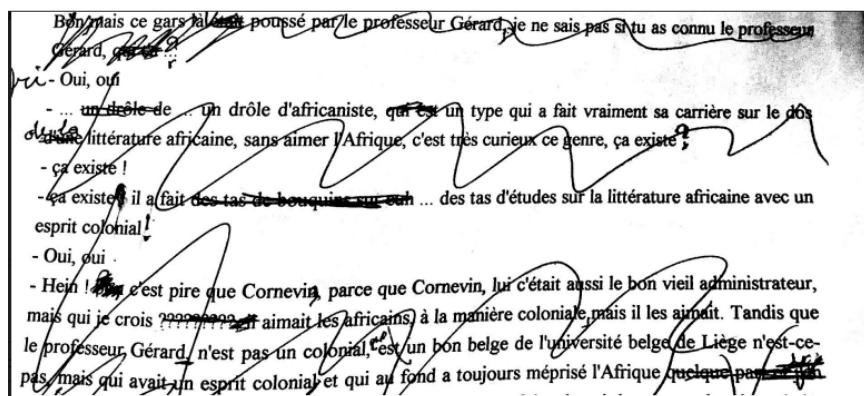 Bon mais ce gars là était poussé par le professeur Gérard, je ne sais pas si tu as connu le professeur
Gérard,
- Oui, oui
- ... un drôle de ... un drôle d'africaniste, qui est un type qui a fait vraiment sa carrière sur le dos
d'une littérature africaine, sans aimer l'Afrique, c'est très curieux ce genre, ça existe ?
- ça existe !
- ça existe il a fait des tas de bouquins sur euh ... des tas d'études sur la littérature africaine avec un
esprit colonial !
- Oui, oui
- Hein ! c'est pire que Cornevin, parce que Cornevin, lui c'était aussi le bon vieil administrateur,
mais qui je crois ????????? il aimait les africains, à la manière coloniale, mais il les aimait. Tandis que
le professeur Gérard, n'est pas un colonial, est un bon belge de l'université belge de Liège n'est-ce-
pas, mais qui avait un esprit colonial et qui au fond a toujours méprisé l'Afrique quelque part